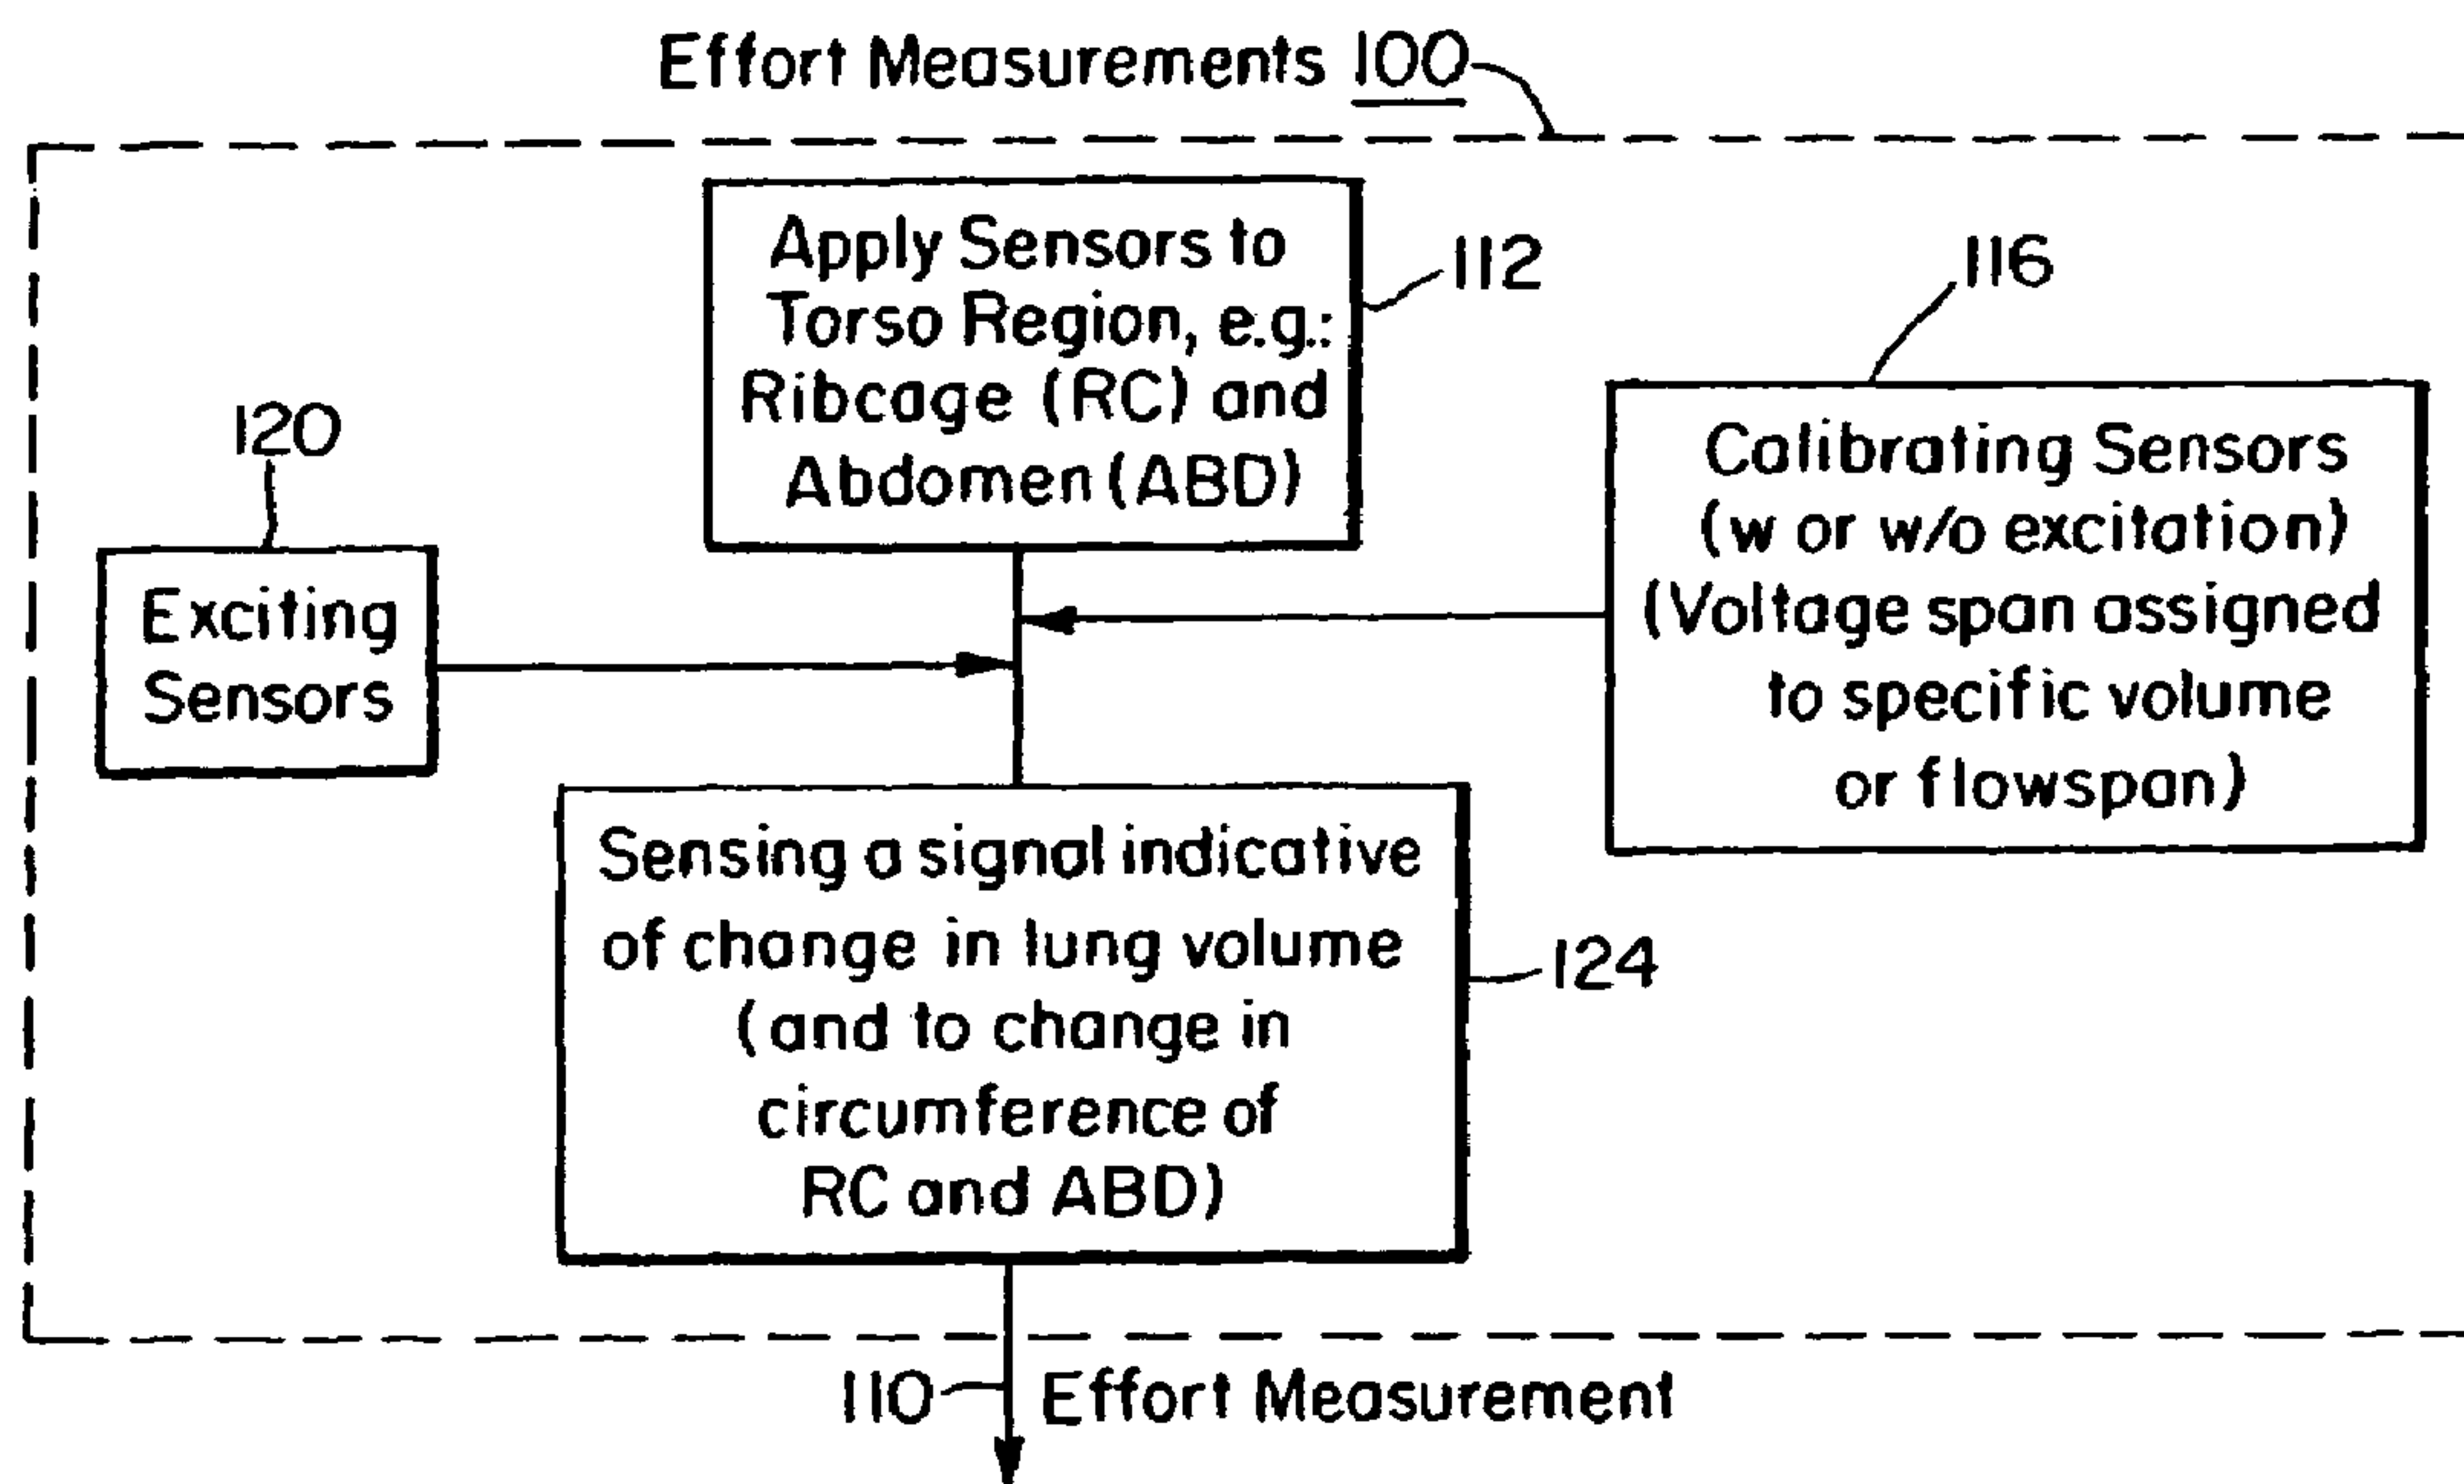 Effort Measurements 100
Apply Sensors to
Torso Region, e.g.:
Ribcage (RC) and
Abdomen (ABD)
112
116
120
Exciting
Sensors
Calibrating Sensors
(w or w/o excitation)
(Voltage span assigned
to specific volume
or flowspan)
Sensing a signal indicative
of change in lung volume
(and to change in
circumference of
RC and ABD)
124
110
Effort Measurement